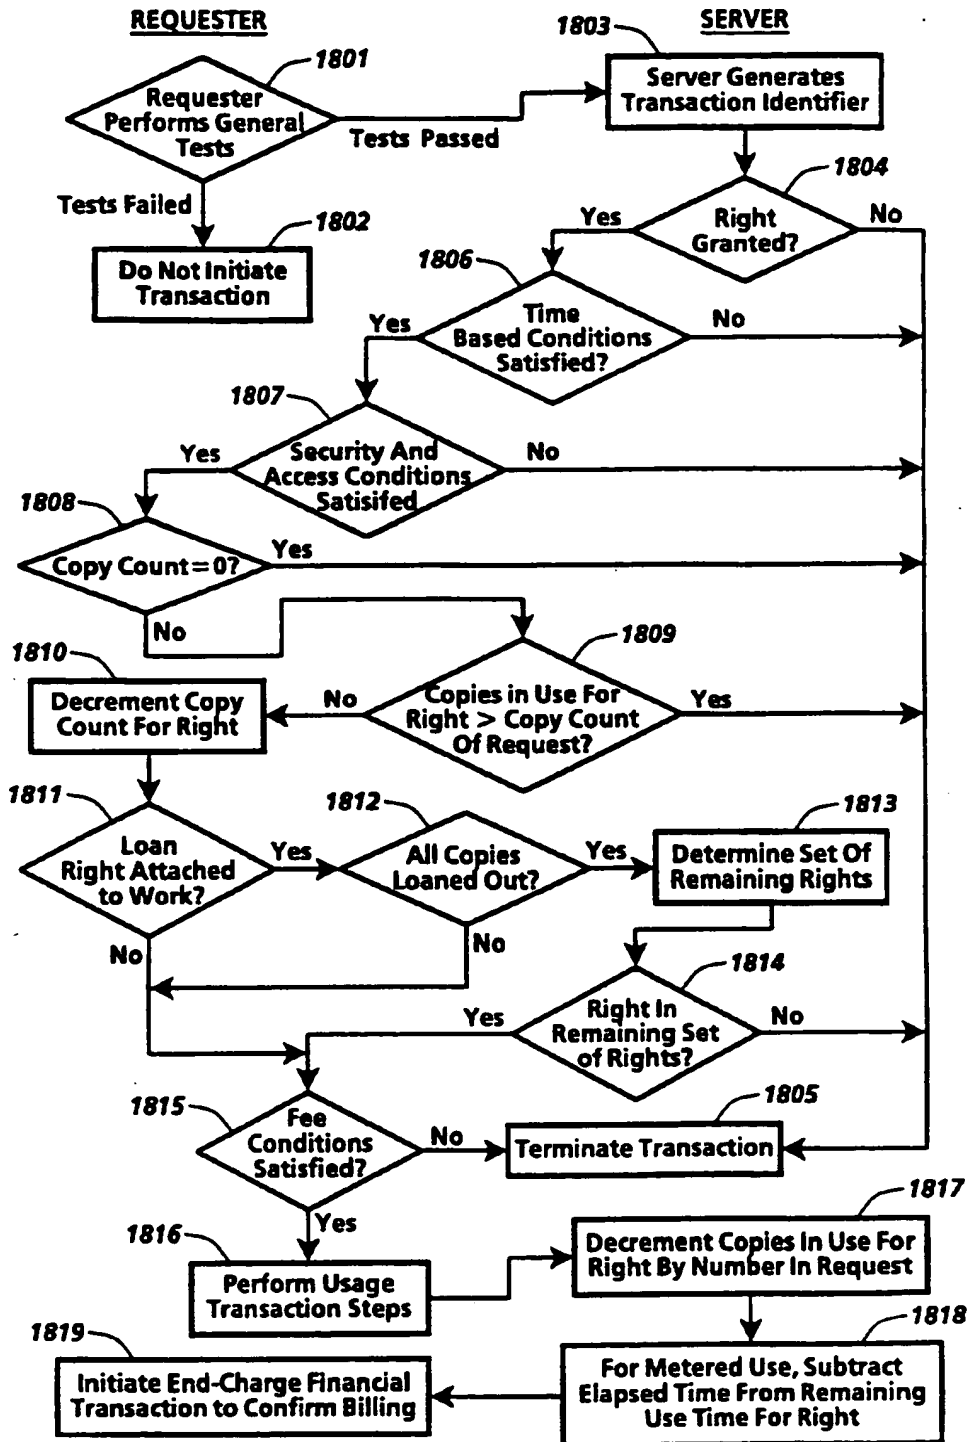 REQUESTER
SERVER
1801
1803
Requester
Performs General
Tests
Server Generates
Transaction Identifier
Tests Passed
Tests Failed
1802
1804
Do Not Initiate
Transaction
Yes
Right
Granted?
No
1806
Yes
Time
Based Conditions
Satisfied?
No
1807
Yes
Security And
Access Conditions
Satisifed
No
1808
Copy Count=0?
Yes
No
1809
1810
Decrement Copy
Count For Right
No
Copies in Use For
Right > Copy Count
Of Request?
Yes
1811
1812
1813
Loan
Right Attached
to Work?
Yes
All Copies
Loaned Out?
Yes
Determine Set Of
Remaining Rights
No
No
1814
Yes
Right In
Remaining Set
of Rights?
No
1815
1805
Fee
Conditions
Satisfied?
No
Terminate Transaction
Yes
1816
1817
Perform Usage
Transaction Steps
Decrement Copies In Use For
Right By Number In Request
1819
1818
Initiate End-Charge Financial
Transaction to Confirm Billing
For Metered Use, Subtract
Elapsed Time From Remaining
Use Time For Right